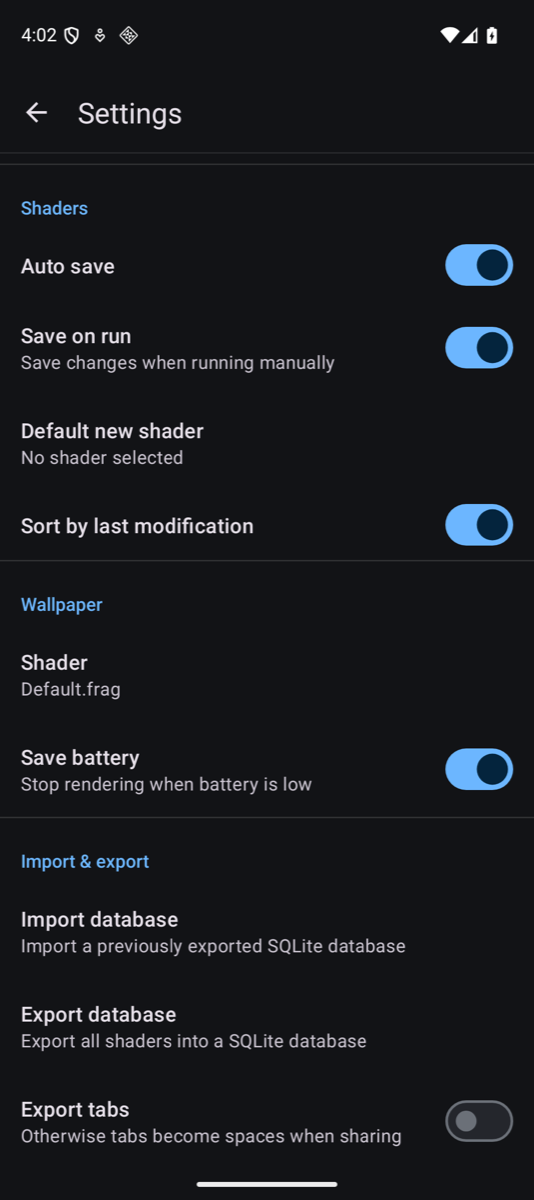 4:02
Settings
Shaders
Auto save
Save on run
Save changes when running manually
Default new shader
No shader selected
Sort by last modification
Wallpaper
Shader
Default.frag
Save battery
Stop rendering when battery is low
Import & export
Import database
Import a previously exported SQLite database
Export database
Export all shaders into a SQLite database
Export tabs
Otherwise tabs become spaces when sharing